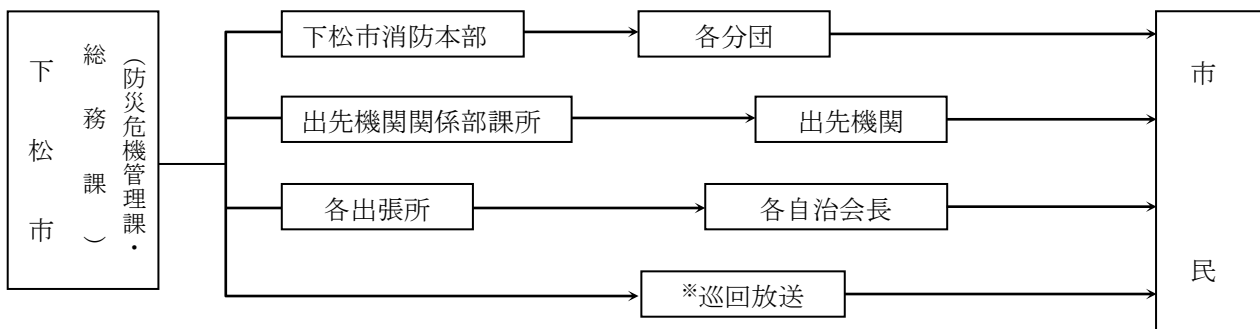 下松市
(防災危機管理課・
総務課)
下松市消防本部
各分団
出先機関関係部課所
出先機関
各出張所
各自治会長
※巡回放送
市民